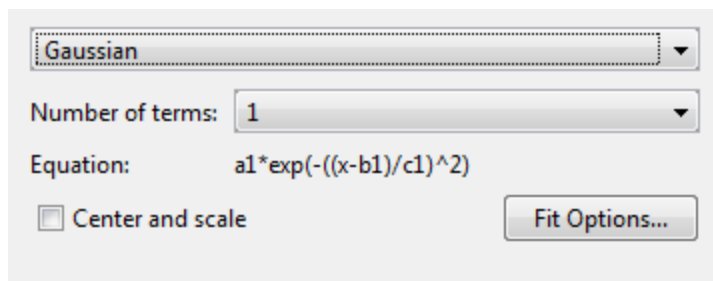 Gaussian
Number of terms: 1
Equation: a1*exp(-((x-b1)/c1)^2)
Center and scale Fit Options...